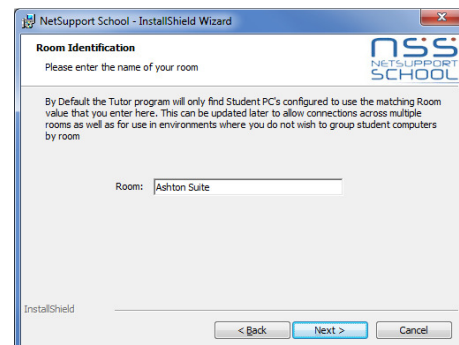 NetSupport School - InstallShield Wizard
Room Identification
Please enter the name of your room
nss
NETSUPPORT
SCHOOL
By Default the Tutor program will only find Student PC's configured to use the matching Room
value that you enter here. This can be updated later to allow connections across multiple
rooms as well as for use in environments where you do not wish to group student computers
by room
Room: Ashton Suite
InstallShield
< Back Next > Cancel